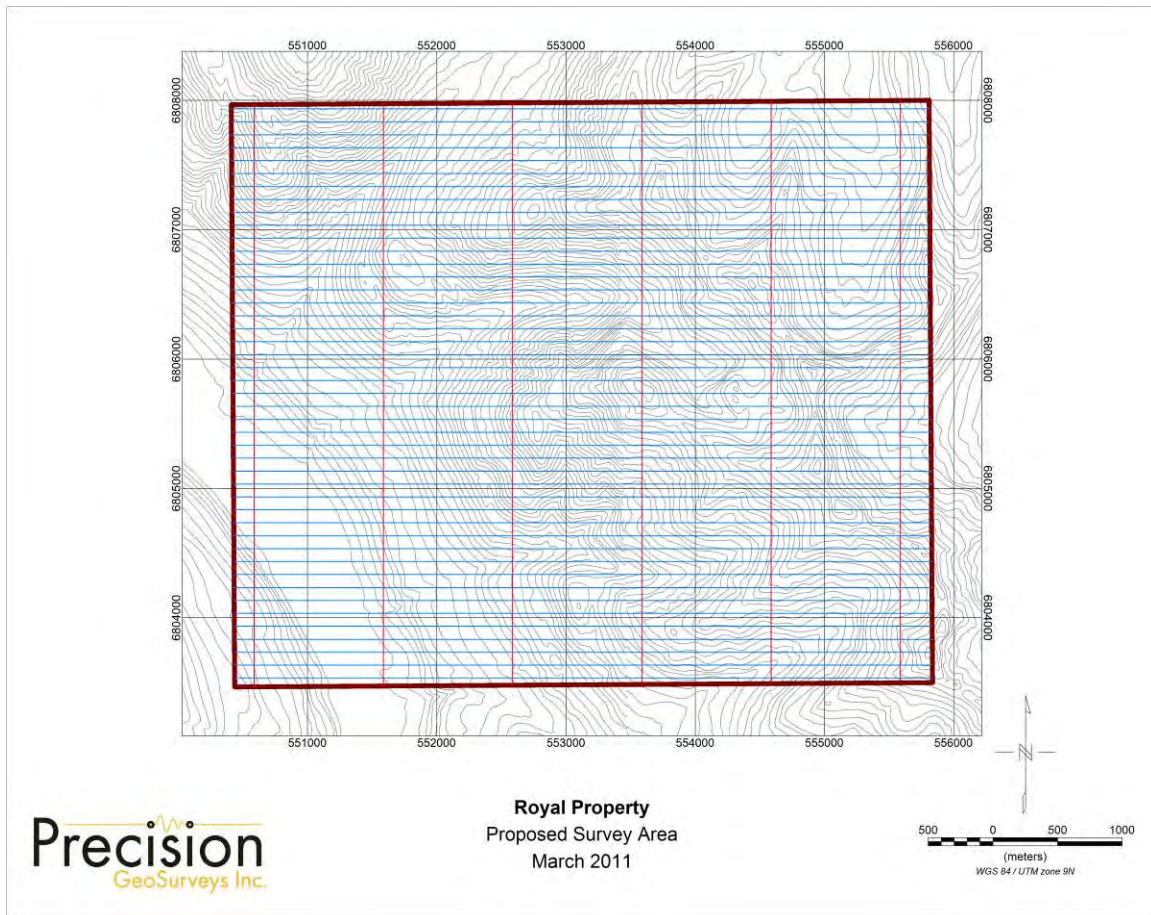 551000 552000 553000 554000 555000 556000
6808000 6808000
6807000 6807000
6806000 6806000
6805000 6805000
6804000 6804000
551000 552000 553000 554000 555000 556000
N
Royal Property
Proposed Survey Area
March 2011
Precision
GeoSurveys Inc.
500 0 500 1000
(meters)
WGS 84 / UTM zone 9N